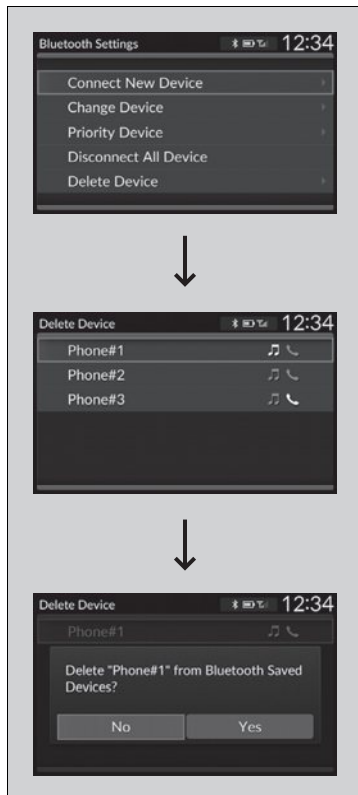 Bluetooth Settings 12:34
Connect New Device
Change Device
Priority Device
Disconnect All Device
Delete Device
Delete Device 12:34
Phone#1
Phone#2
Phone#3
Delete Device 12:34
Phone#1
Delete "Phone#1" from Bluetooth Saved
Devices?
No Yes